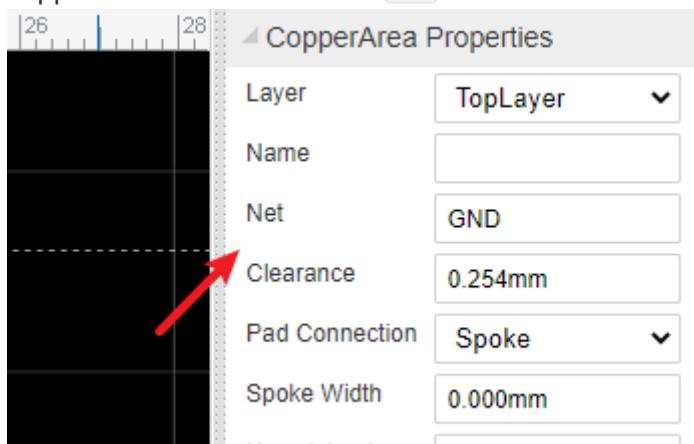 26
28
CopperArea Properties
Layer
TopLayer
Name
Net
GND
Clearance
0.254mm
Pad Connection
Spoke
Spoke Width
0.000mm